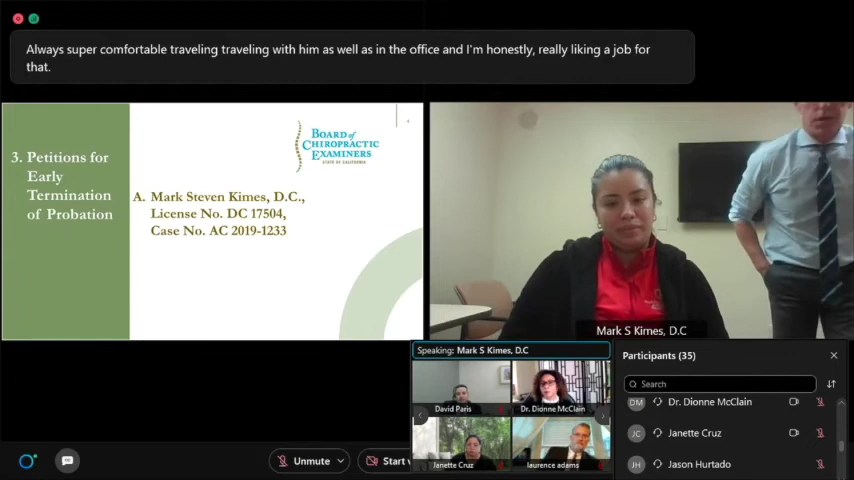 Always super comfortable traveling traveling with him as well as in the office and I'm honestly, really liking a job for
that.
3. Petitions for
Early
Termination
of Probation
BOARD of
CHIROPRACTIC
EXAMINERS
STATE OF CALIFORNIA
A. Mark Steven Kimes, D.C.,
License No. DC 17504,
Case No. AC 2019-1233
Mark S Kimes, D.C
Speaking: Mark S Kimes, D.C
David Paris
Dr. Dionne McClain
Janette Cruz
laurence adams
Participants (35)
Search
DM Dr. Dionne McClain
JC Janette Cruz
JH Jason Hurtado
Unmute
Start